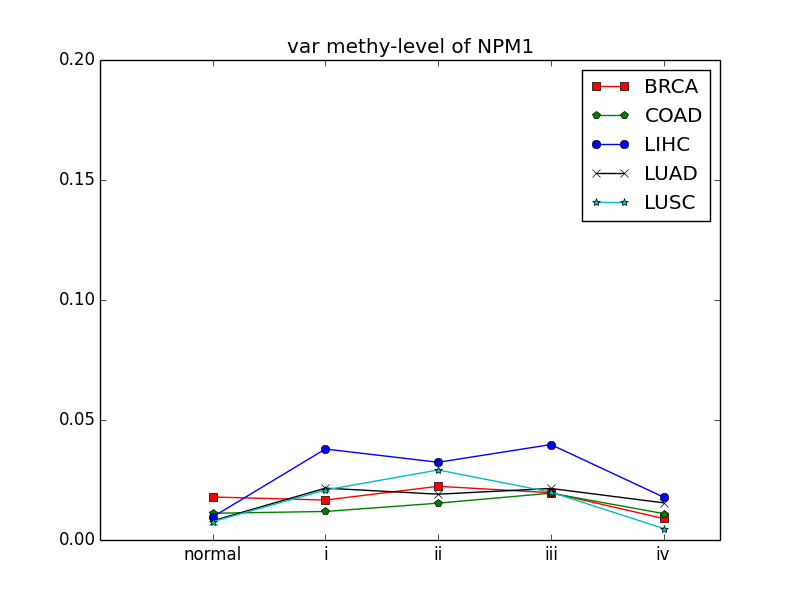 var methy-level of NPM1
0.20
0.15
0.10
0.05
0.00
normal i ii iii iv
BRCA
COAD
LIHC
LUAD
LUSC